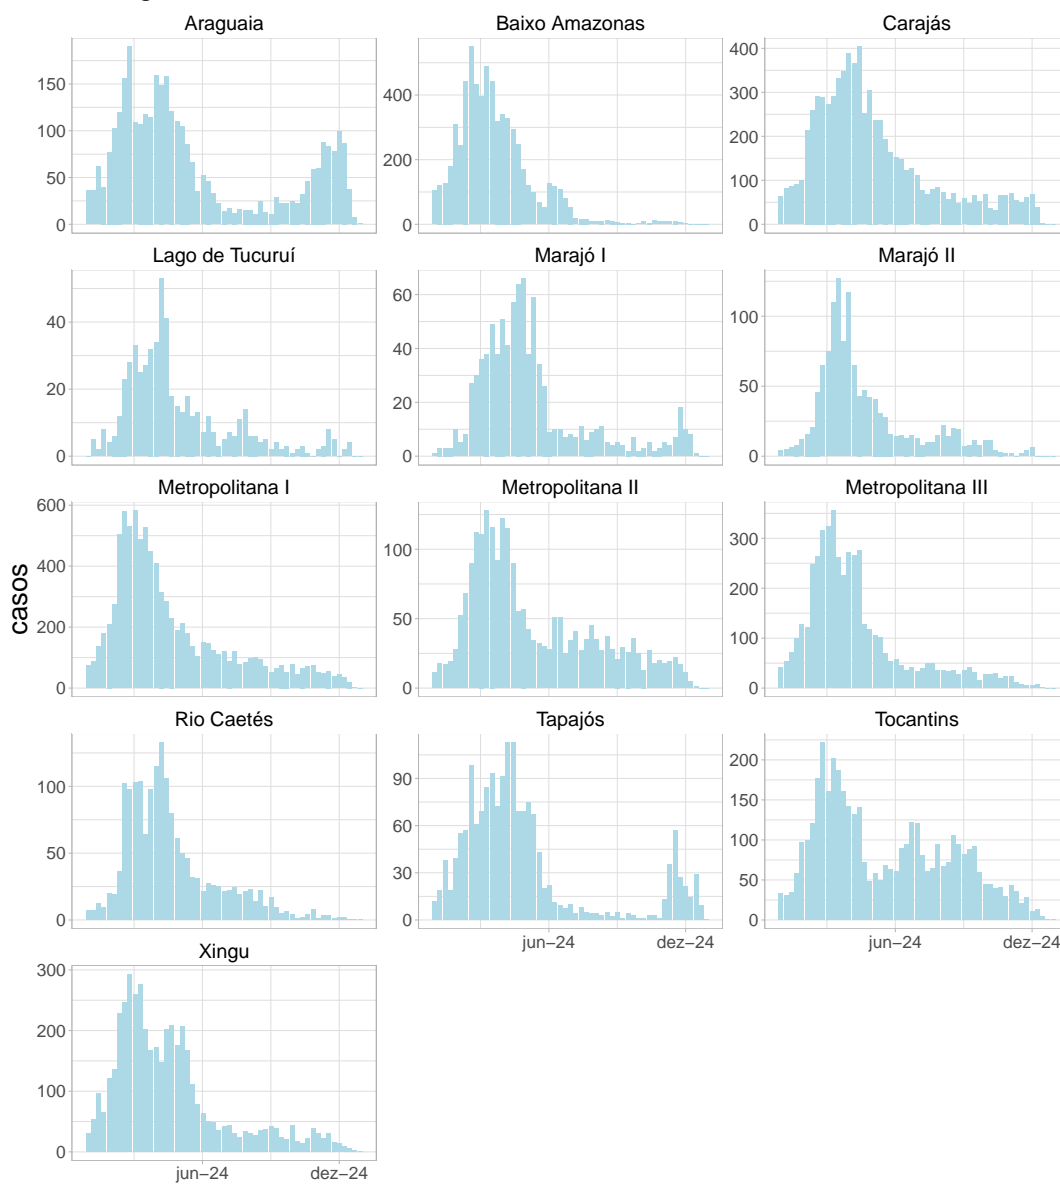 Araguaia Baixo Amazonas Carajás
150 100 50 0
400 200 0
400 300 200 100 0
Lago de Tucuruí Marajó I Marajó II
40 20 0
60 40 20 0
100 50 0
Metropolitana I Metropolitana II Metropolitana III
600 400 200 0
100 50 0
300 200 100 0
casos
Rio Caetés Tapajós Tocantins
100 50 0
90 60 30 0
200 150 100 50 0
jun–24 dez–24 jun–24 dez–24
Xingu
300 200 100 0
jun–24 dez–24